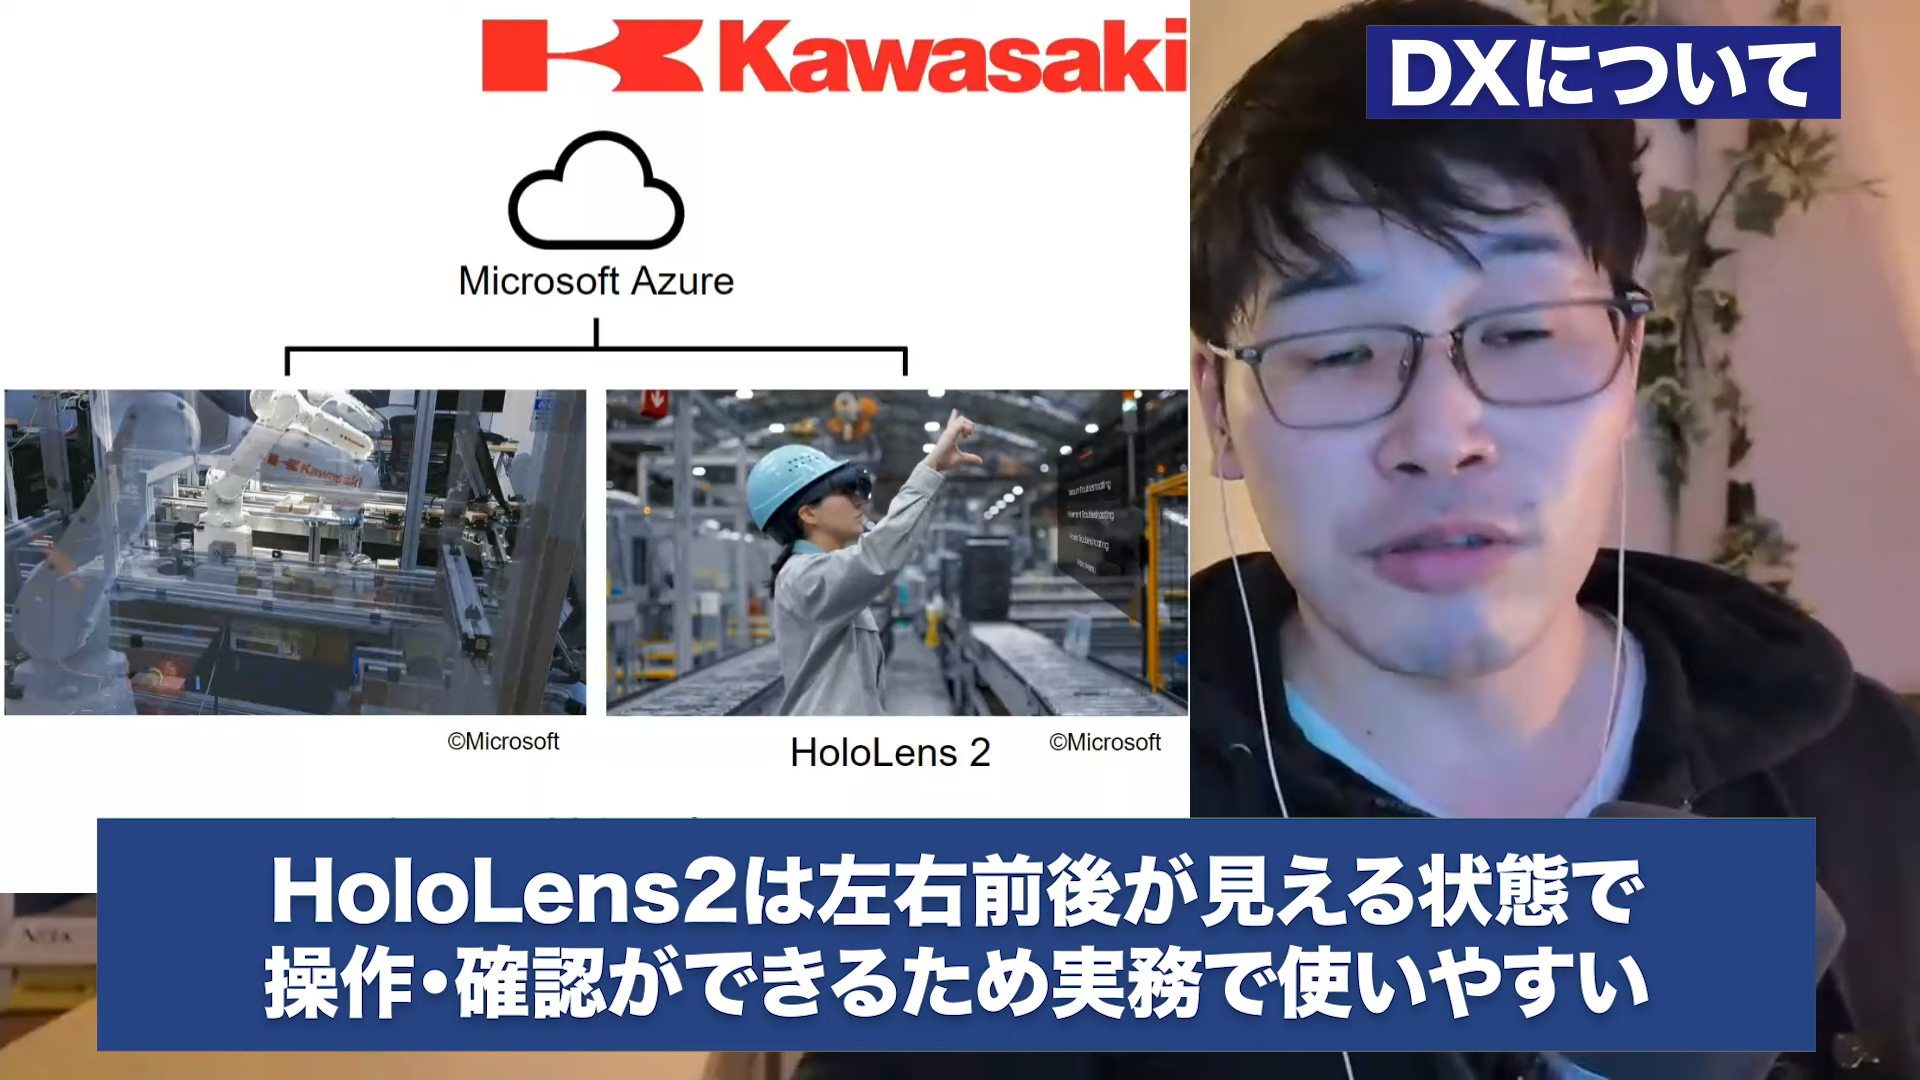 Kawasaki
DXについて
Microsoft Azure
Kawasaki
©Microsoft
HoloLens 2
©Microsoft
HoloLens2は左右前後が見える状態で
操作・確認ができるため実務で使いやすい